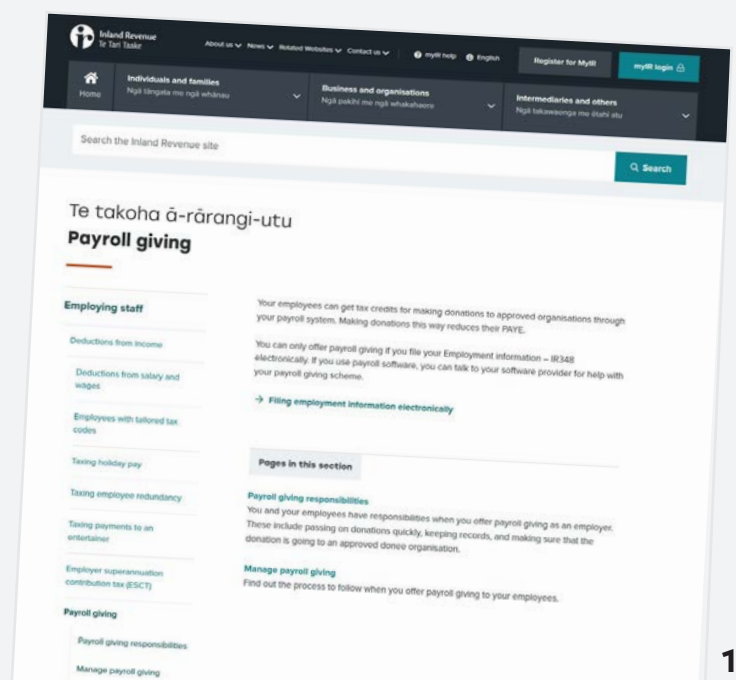 Inland Revenue
Te Tari Taake
About us
News
Related Websites
Contact us
myIR help
English
Register for MyIR
myIR login
Home
Individuals and families
Ngā tāngata me ngā whānau
Business and organisations
Ngā pakihi me ngā whakahaere
Intermediaries and others
Ngā takawaenga me ētahi atu
Search the Inland Revenue site
Search
Te takoha ā-rārangi-utu
Payroll giving
Employing staff
Deductions from income
Deductions from salary and
wages
Employees with tailored tax
codes
Taxing holiday pay
Taxing employee redundancy
Taxing payments to an
entertainer
Employer superannuation
contribution tax (ESCT)
Payroll giving
Payroll giving responsibilities
Manage payroll giving
Your employees can get tax credits for making donations to approved organisations through
your payroll system. Making donations this way reduces their PAYE.
You can only offer payroll giving if you file your Employment information – IR348
electronically. If you use payroll software, you can talk to your software provider for help with
your payroll giving scheme.
→ Filing employment information electronically
Pages in this section
Payroll giving responsibilities
You and your employees have responsibilities when you offer payroll giving as an employer.
These include passing on donations quickly, keeping records, and making sure that the
donation is going to an approved donee organisation.
Manage payroll giving
Find out the process to follow when you offer payroll giving to your employees.
1